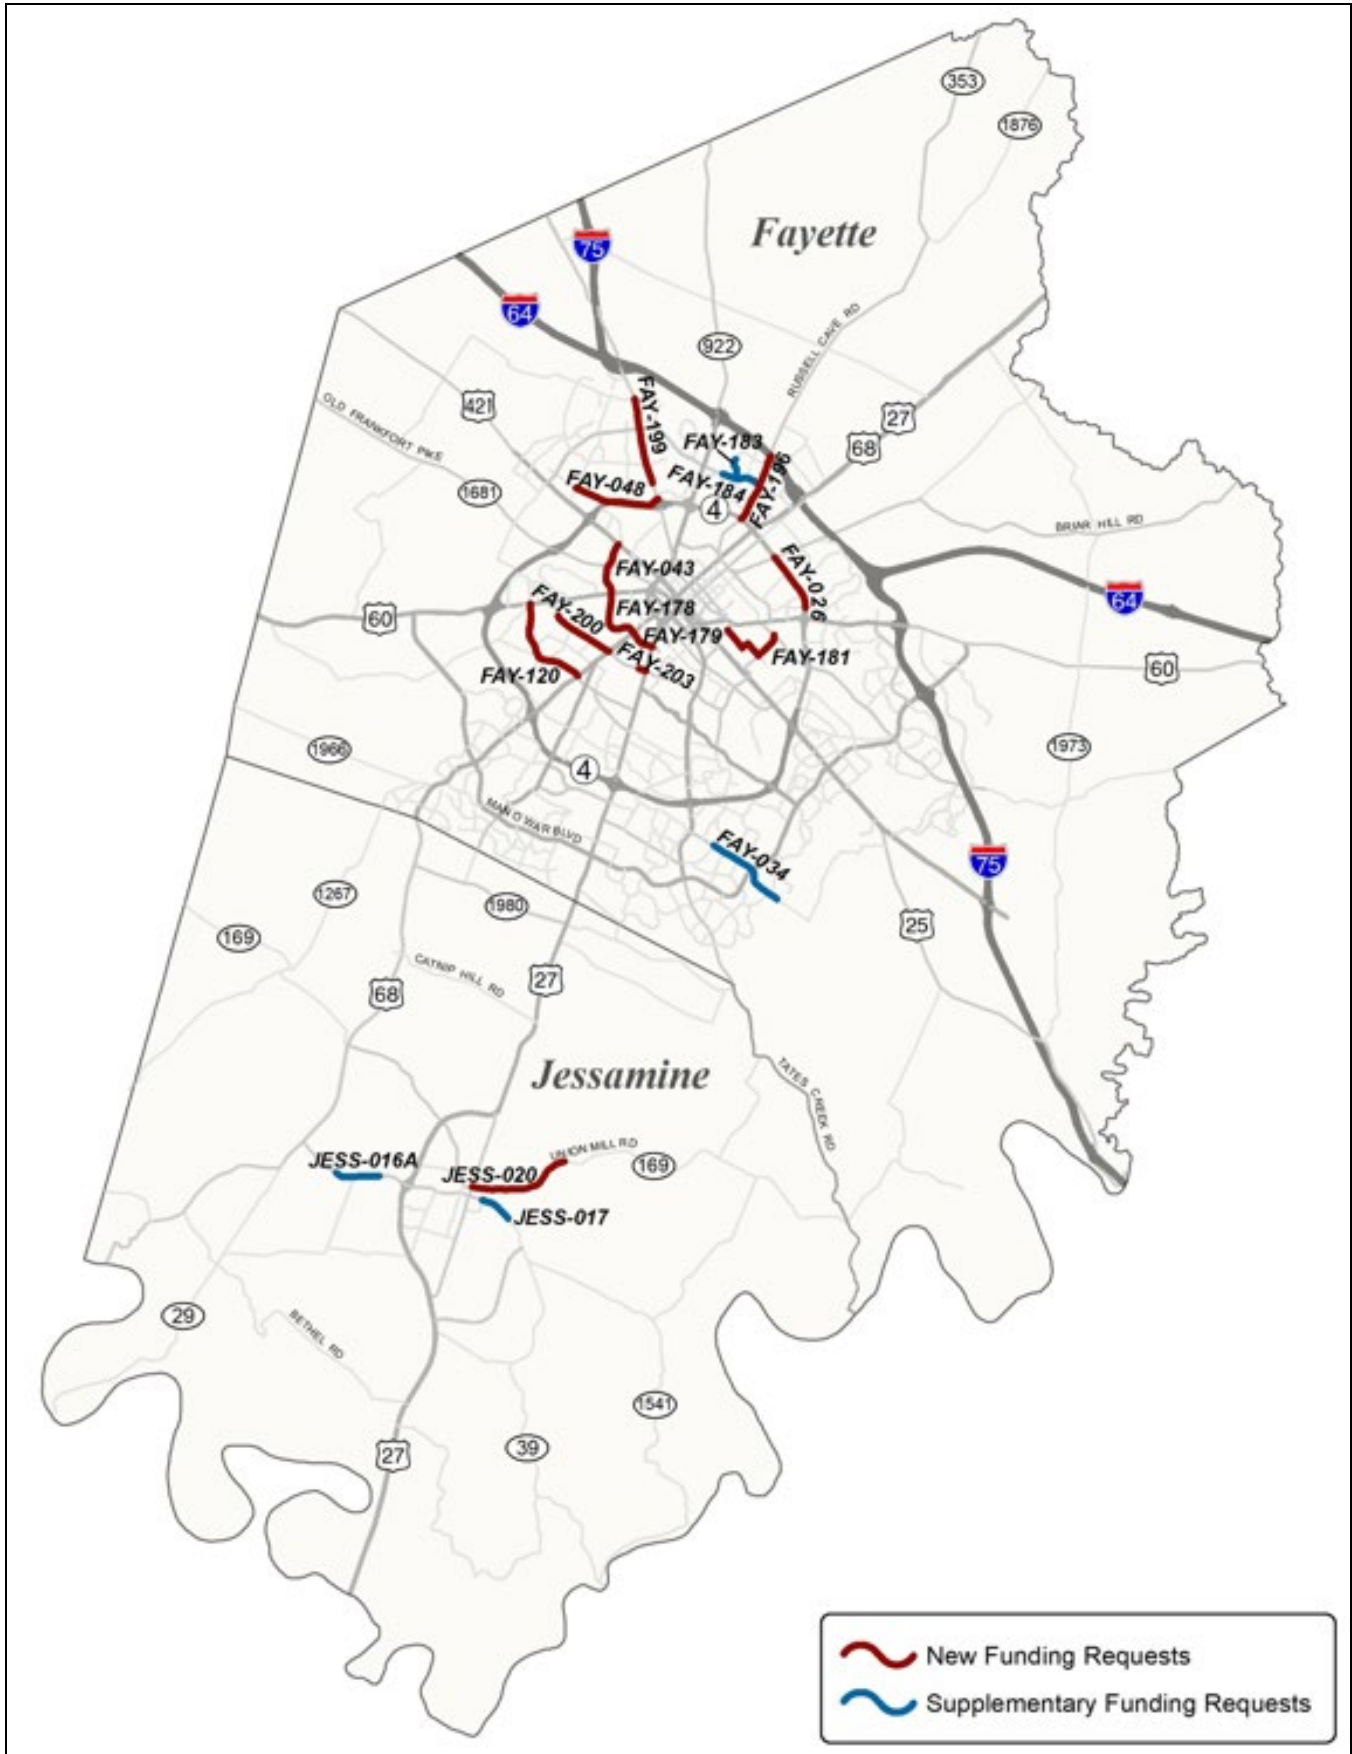 353
1876
Fayette
75
64
RUSSELL CAVE RD
922
421
OLD FRANKFORT PIKE
27
68
FAY-199
FAY-183
FAY-184
FAY-196
FAY-048
1681
4
BRIAR HILL RD
FAY-026
FAY-043
64
FAY-200
FAY-178
60
FAY-179
FAY-181
FAY-203
60
FAY-120
1966
1973
4
MAN O WAR BLVD
FAY-034
75
1267
1980
25
169
CATNIP HILL RD
27
68
Jessamine
TATES CREEK RD
UNION MILL RD
JESS-016A
169
JESS-020
JESS-017
29
BETHEL RD
1541
39
27
New Funding Requests
Supplementary Funding Requests